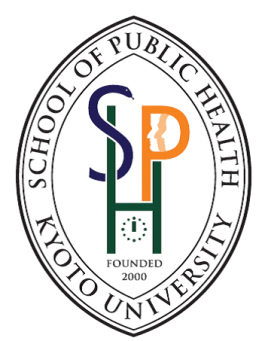 SCHOOL OF PUBLIC HEALTH
SPH
FOUNDED
2000
KYOTO UNIVERSITY